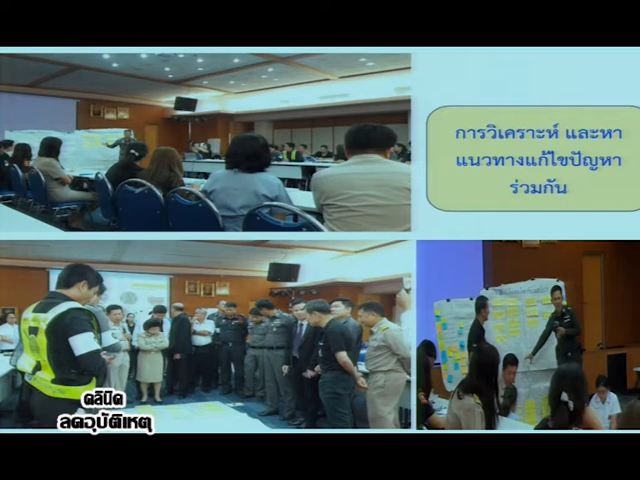 การวิเคราะห์ และหา
แนวทางแก้ไขปัญหา
ร่วมกัน
คลินิค
ลดอุบัติเหตุ